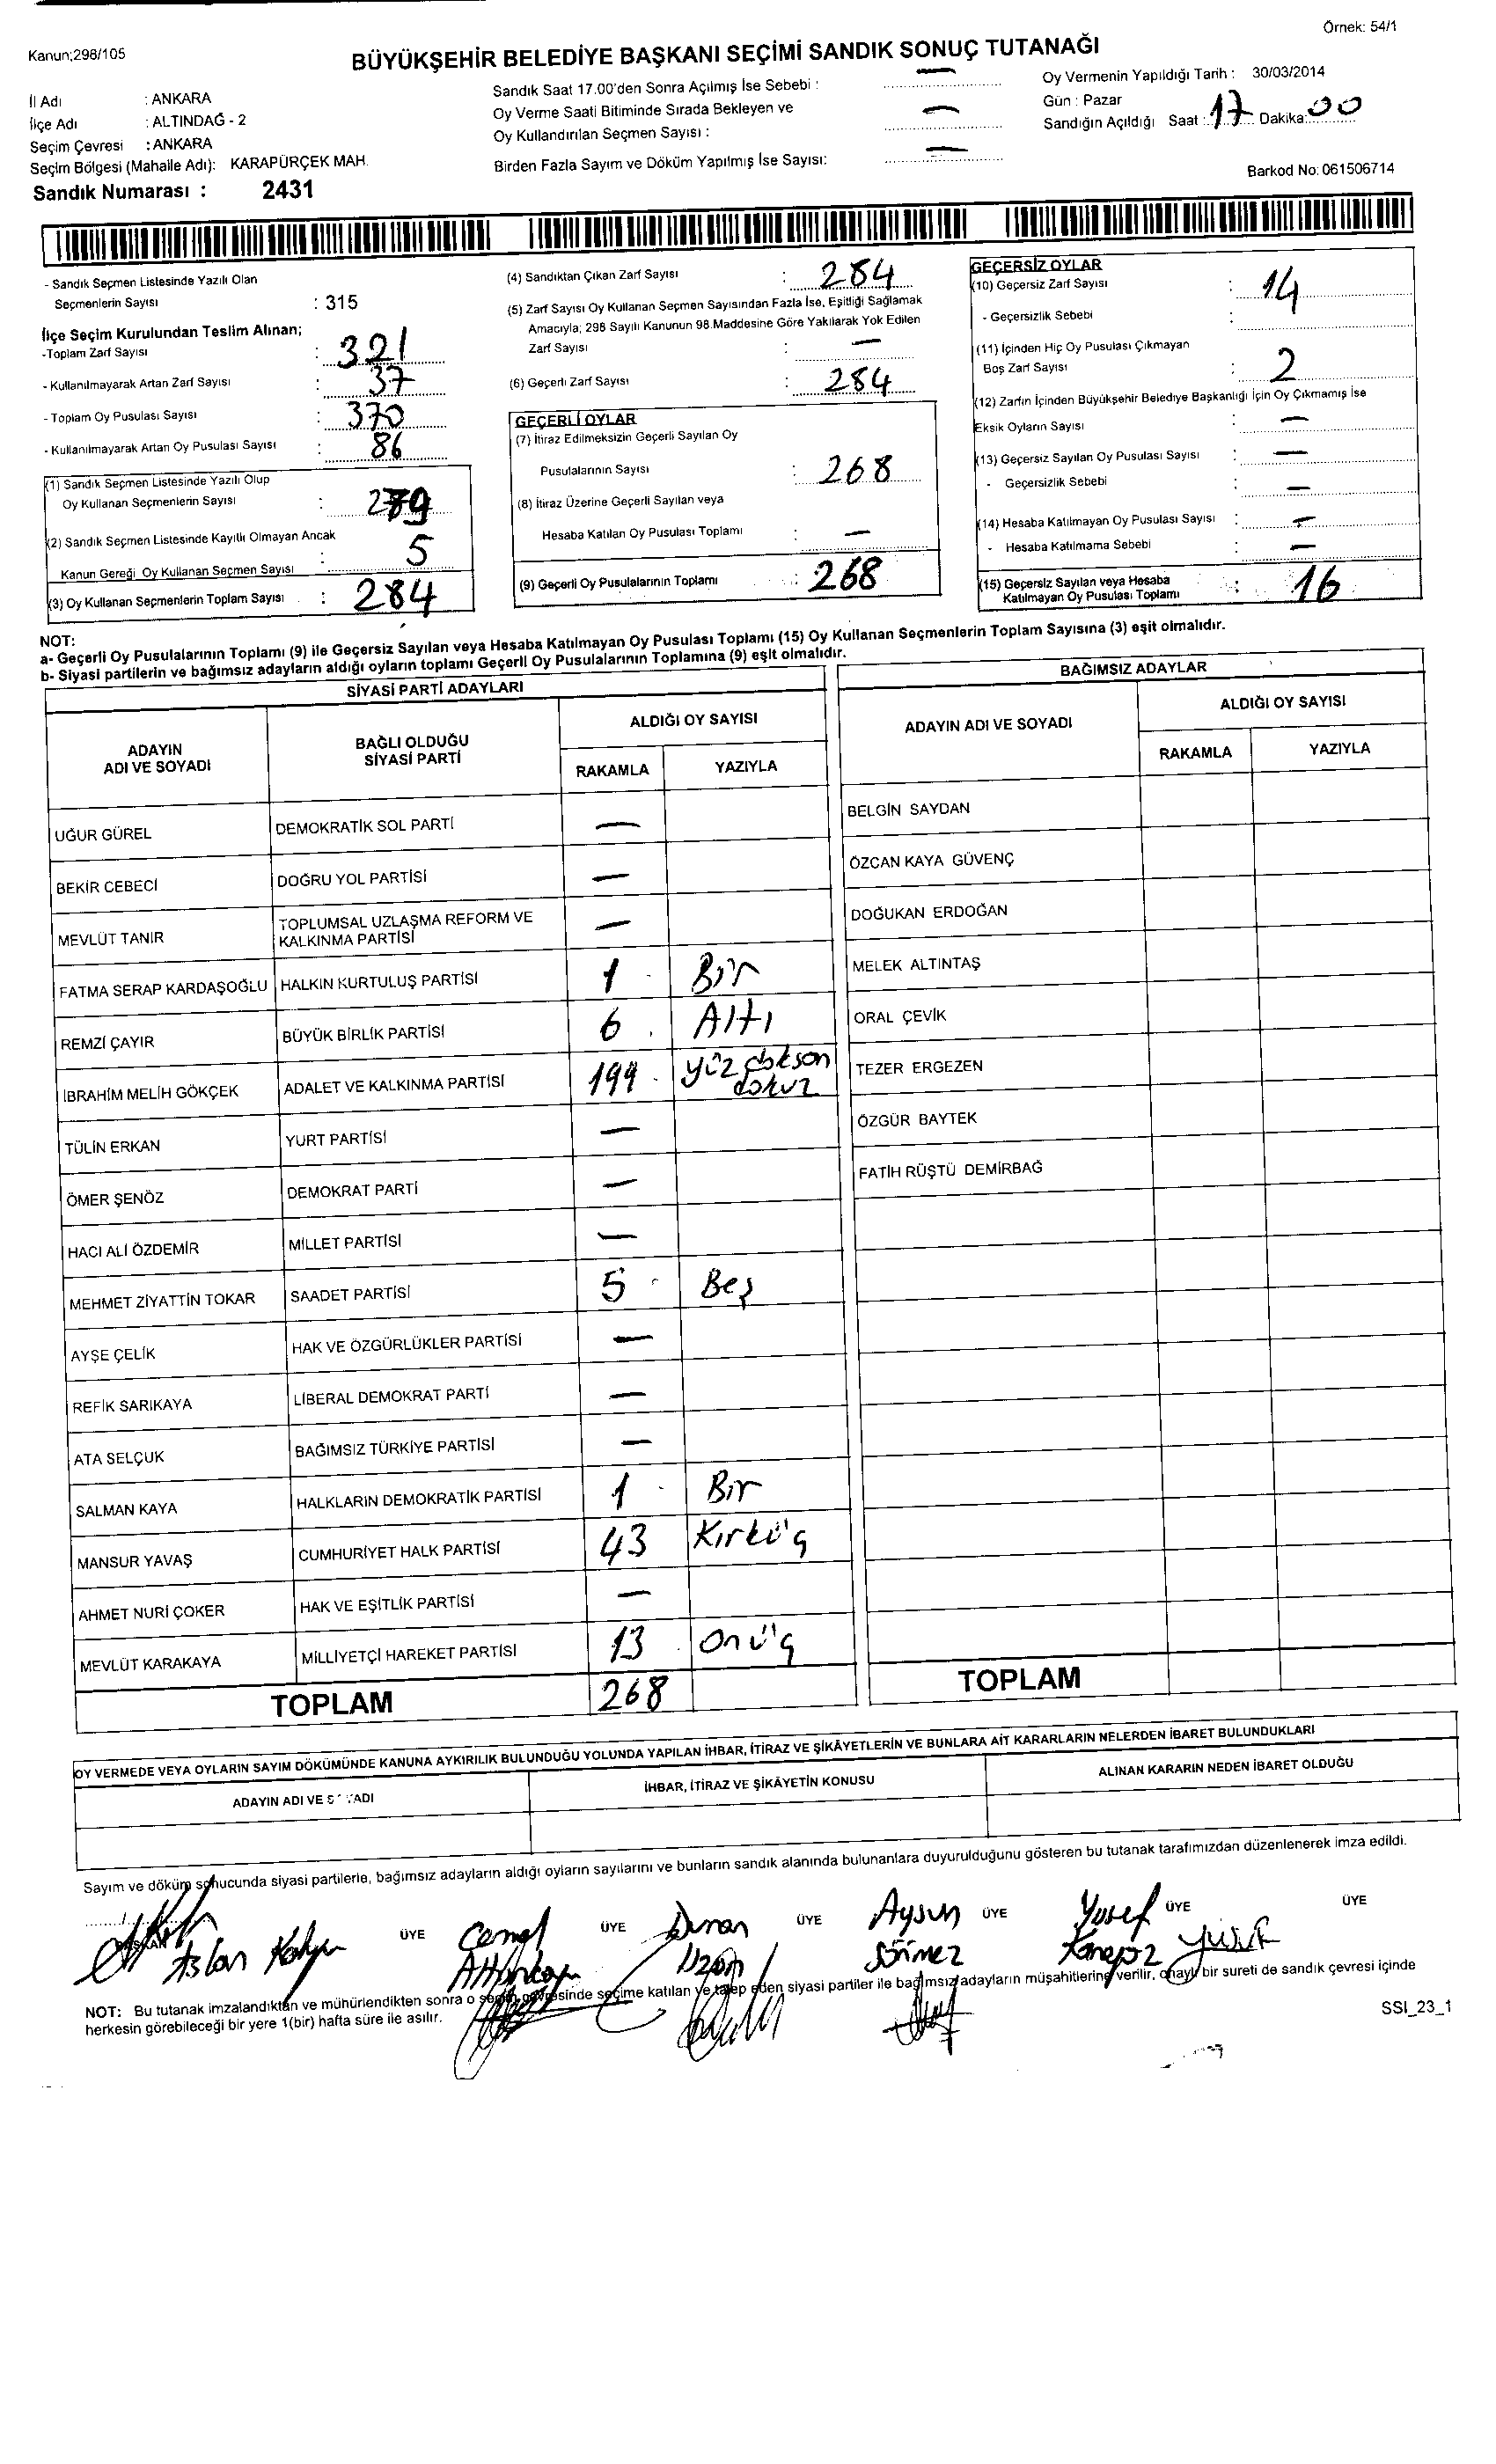 Örnek: 54/1
Kanun;298/105
BÜYÜKŞEHİR BELEDİYE BAŞKANI SEÇİMİ SANDIK SONUÇ TUTANAĞI
İl Adı : ANKARA
İlçe Adı : ALTINDAĞ - 2
Seçim Çevresi : ANKARA
Seçim Bölgesi (Mahalle Adı): KARAPÜRÇEK MAH.
Sandık Numarası : 2431
Sandık Saat 17.00'den Sonra Açılmış İse Sebebi : —
Oy Verme Saati Bitiminde Sırada Bekleyen ve
Oy Kullandırılan Seçmen Sayısı : —
Birden Fazla Sayım ve Döküm Yapılmış İse Sayısı: —
Oy Vermenin Yapıldığı Tarih : 30/03/2014
Gün : Pazar
Sandığın Açıldığı Saat : 17 Dakika: 00
Barkod No: 061506714
- Sandık Seçmen Listesinde Yazılı Olan
Seçmenlerin Sayısı : 315
İlçe Seçim Kurulundan Teslim Alınan;
-Toplam Zarf Sayısı : 321
- Kullanılmayarak Artan Zarf Sayısı : 37
- Toplam Oy Pusulası Sayısı : 370
- Kullanılmayarak Artan Oy Pusulası Sayısı : 86
(1) Sandık Seçmen Listesinde Yazılı Olup
Oy Kullanan Seçmenlerin Sayısı : 279
(2) Sandık Seçmen Listesinde Kayıtlı Olmayan Ancak
Kanun Gereği Oy Kullanan Seçmen Sayısı : 5
(3) Oy Kullanan Seçmenlerin Toplam Sayısı : 284
(4) Sandıktan Çıkan Zarf Sayısı : 284
(5) Zarf Sayısı Oy Kullanan Seçmen Sayısından Fazla İse, Eşitliği Sağlamak
Amacıyla; 298 Sayılı Kanunun 98.Maddesine Göre Yakılarak Yok Edilen
Zarf Sayısı : —
(6) Geçerli Zarf Sayısı : 284
GEÇERLİ OYLAR
(7) İtiraz Edilmeksizin Geçerli Sayılan Oy
Pusulalarının Sayısı : 268
(8) İtiraz Üzerine Geçerli Sayılan veya
Hesaba Katılan Oy Pusulası Toplamı : —
(9) Geçerli Oy Pusulalarının Toplamı : 268
GEÇERSİZ OYLAR
(10) Geçersiz Zarf Sayısı : 14
- Geçersizlik Sebebi :
(11) İçinden Hiç Oy Pusulası Çıkmayan
Boş Zarf Sayısı : 2
(12) Zarfın İçinden Büyükşehir Belediye Başkanlığı İçin Oy Çıkmamış İse
Eksik Oyların Sayısı : —
(13) Geçersiz Sayılan Oy Pusulası Sayısı : —
- Geçersizlik Sebebi : —
(14) Hesaba Katılmayan Oy Pusulası Sayısı : —
- Hesaba Katılmama Sebebi : —
(15) Geçersiz Sayılan veya Hesaba
Katılmayan Oy Pusulası Toplamı : 16
NOT:
a- Geçerli Oy Pusulalarının Toplamı (9) ile Geçersiz Sayılan veya Hesaba Katılmayan Oy Pusulası Toplamı (15) Oy Kullanan Seçmenlerin Toplam Sayısına (3) eşit olmalıdır.
b- Siyasi partilerin ve bağımsız adayların aldığı oyların toplamı Geçerli Oy Pusulalarının Toplamına (9) eşit olmalıdır.
SİYASİ PARTİ ADAYLARI
ADAYIN ADI VE SOYADI
BAĞLI OLDUĞU SİYASİ PARTİ
ALDIĞI OY SAYISI
RAKAMLA YAZIYLA
UĞUR GÜREL DEMOKRATİK SOL PARTİ —
BEKİR CEBECİ DOĞRU YOL PARTİSİ —
MEVLÜT TANIR TOPLUMSAL UZLAŞMA REFORM VE KALKINMA PARTİSİ —
FATMA SERAP KARDAŞOĞLU HALKIN KURTULUŞ PARTİSİ 1 Bir
REMZİ ÇAYIR BÜYÜK BİRLİK PARTİSİ 6 Altı
İBRAHİM MELİH GÖKÇEK ADALET VE KALKINMA PARTİSİ 199 yüz doksan dokuz
TÜLİN ERKAN YURT PARTİSİ —
ÖMER ŞENÖZ DEMOKRAT PARTİ —
HACI ALİ ÖZDEMİR MİLLET PARTİSİ —
MEHMET ZİYATTİN TOKAR SAADET PARTİSİ 5 Beş
AYŞE ÇELİK HAK VE ÖZGÜRLÜKLER PARTİSİ —
REFİK SARIKAYA LİBERAL DEMOKRAT PARTİ —
ATA SELÇUK BAĞIMSIZ TÜRKİYE PARTİSİ —
SALMAN KAYA HALKLARIN DEMOKRATİK PARTİSİ 1 Bir
MANSUR YAVAŞ CUMHURİYET HALK PARTİSİ 43 Kırküç
AHMET NURİ ÇOKER HAK VE EŞİTLİK PARTİSİ —
MEVLÜT KARAKAYA MİLLİYETÇİ HAREKET PARTİSİ 13 Onüç
TOPLAM 268
BAĞIMSIZ ADAYLAR
ADAYIN ADI VE SOYADI
ALDIĞI OY SAYISI
RAKAMLA YAZIYLA
BELGİN SAYDAN
ÖZCAN KAYA GÜVENÇ
DOĞUKAN ERDOĞAN
MELEK ALTINTAŞ
ORAL ÇEVİK
TEZER ERGEZEN
ÖZGÜR BAYTEK
FATİH RÜŞTÜ DEMİRBAĞ
TOPLAM
OY VERMEDE VEYA OYLARIN SAYIM DÖKÜMÜNDE KANUNA AYKIRILIK BULUNDUĞU YOLUNDA YAPILAN İHBAR, İTİRAZ VE ŞİKÂYETLERİN VE BUNLARA AİT KARARLARIN NELERDEN İBARET BULUNDUKLARI
ADAYIN ADI VE SOYADI
İHBAR, İTİRAZ VE ŞİKÂYETİN KONUSU
ALINAN KARARIN NEDEN İBARET OLDUĞU
Sayım ve döküm sonucunda siyasi partilerle, bağımsız adayların aldığı oyların sayılarını ve bunların sandık alanında bulunanlara duyurulduğunu gösteren bu tutanak tarafımızdan düzenlenerek imza edildi.
BAŞKAN ÜYE ÜYE ÜYE ÜYE ÜYE ÜYE
Aslan Cemal Duran Uzun Aysun Sönmez Yusuf
NOT: Bu tutanak imzalandıktan ve mühürlendikten sonra o seçim çevresinde seçime katılan ve talep eden siyasi partiler ile bağımsız adayların müşahitlerine verilir, onaylı bir sureti de sandık çevresi içinde
herkesin görebileceği bir yere 1(bir) hafta süre ile asılır.
SSI_23_1